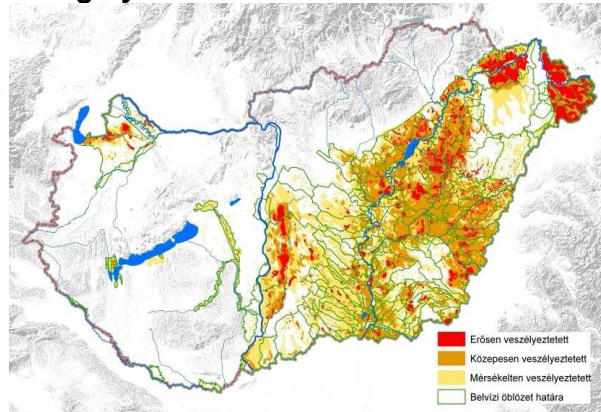 Erősen veszélyeztetett
Közepesen veszélyeztetett
Mérsékelten veszélyeztetett
Belvízi öblözet határa